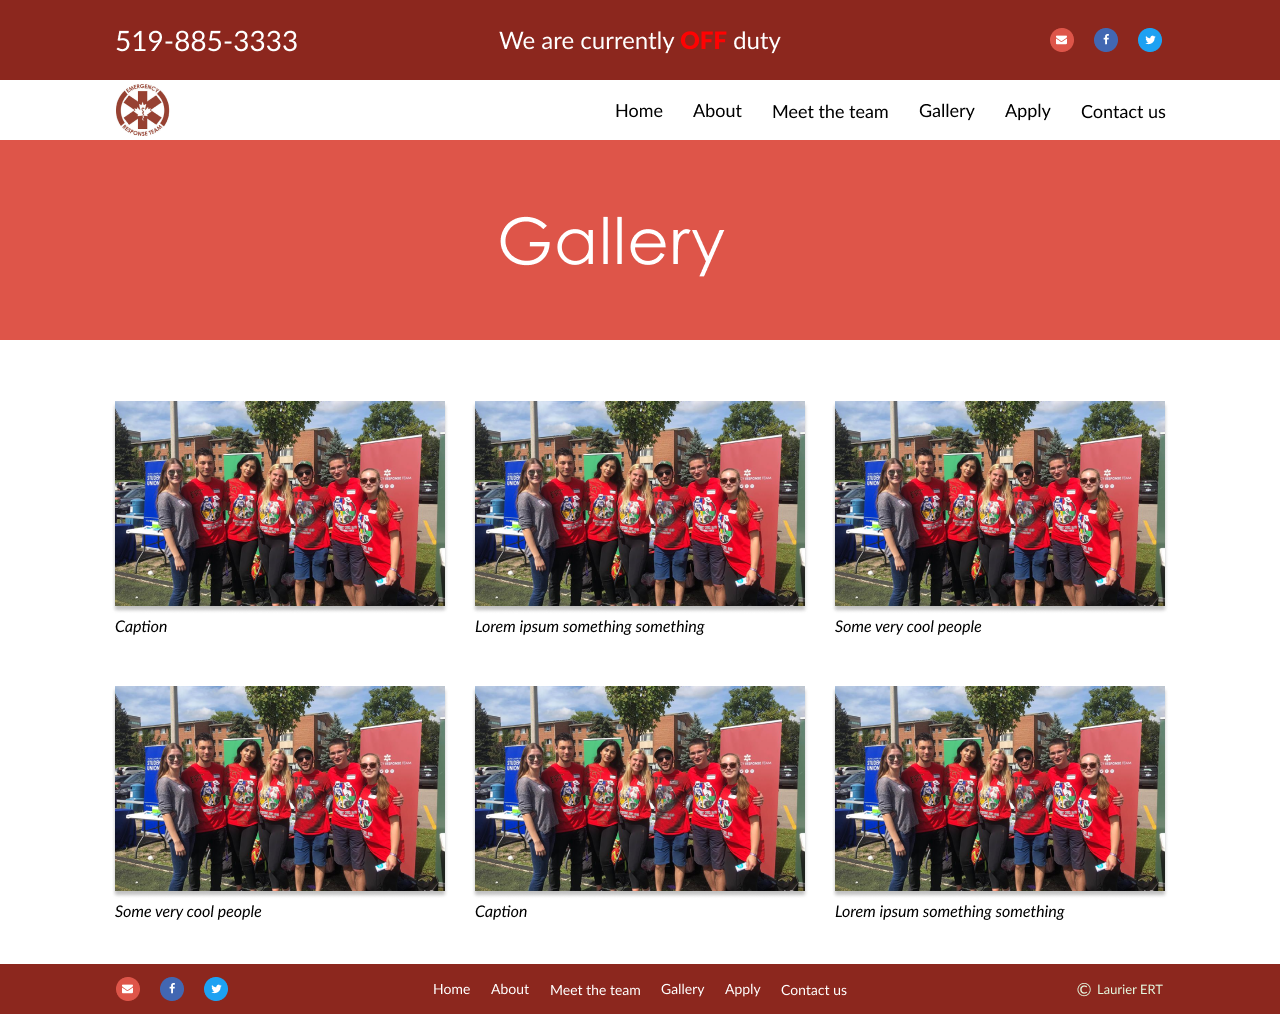 519-885-3333
We are currently OFF duty
EMERGENCY
RESPONSE TEAM
Home About Meet the team Gallery Apply Contact us
Gallery
Caption
Lorem ipsum something something
Some very cool people
Some very cool people
Caption
Lorem ipsum something something
Home About Meet the team Gallery Apply Contact us
© Laurier ERT